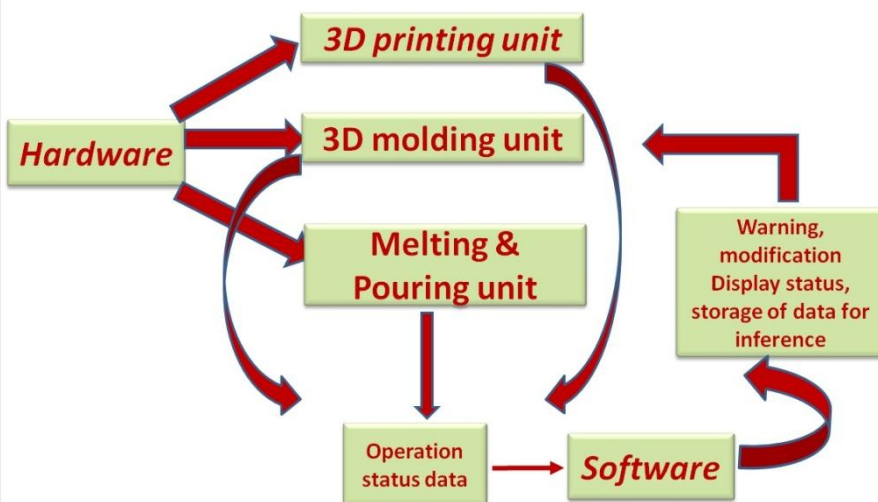 3D printing unit
Hardware
3D molding unit
Melting &
Pouring unit
Warning,
modification
Display status,
storage of data for
inference
Operation
status data
Software